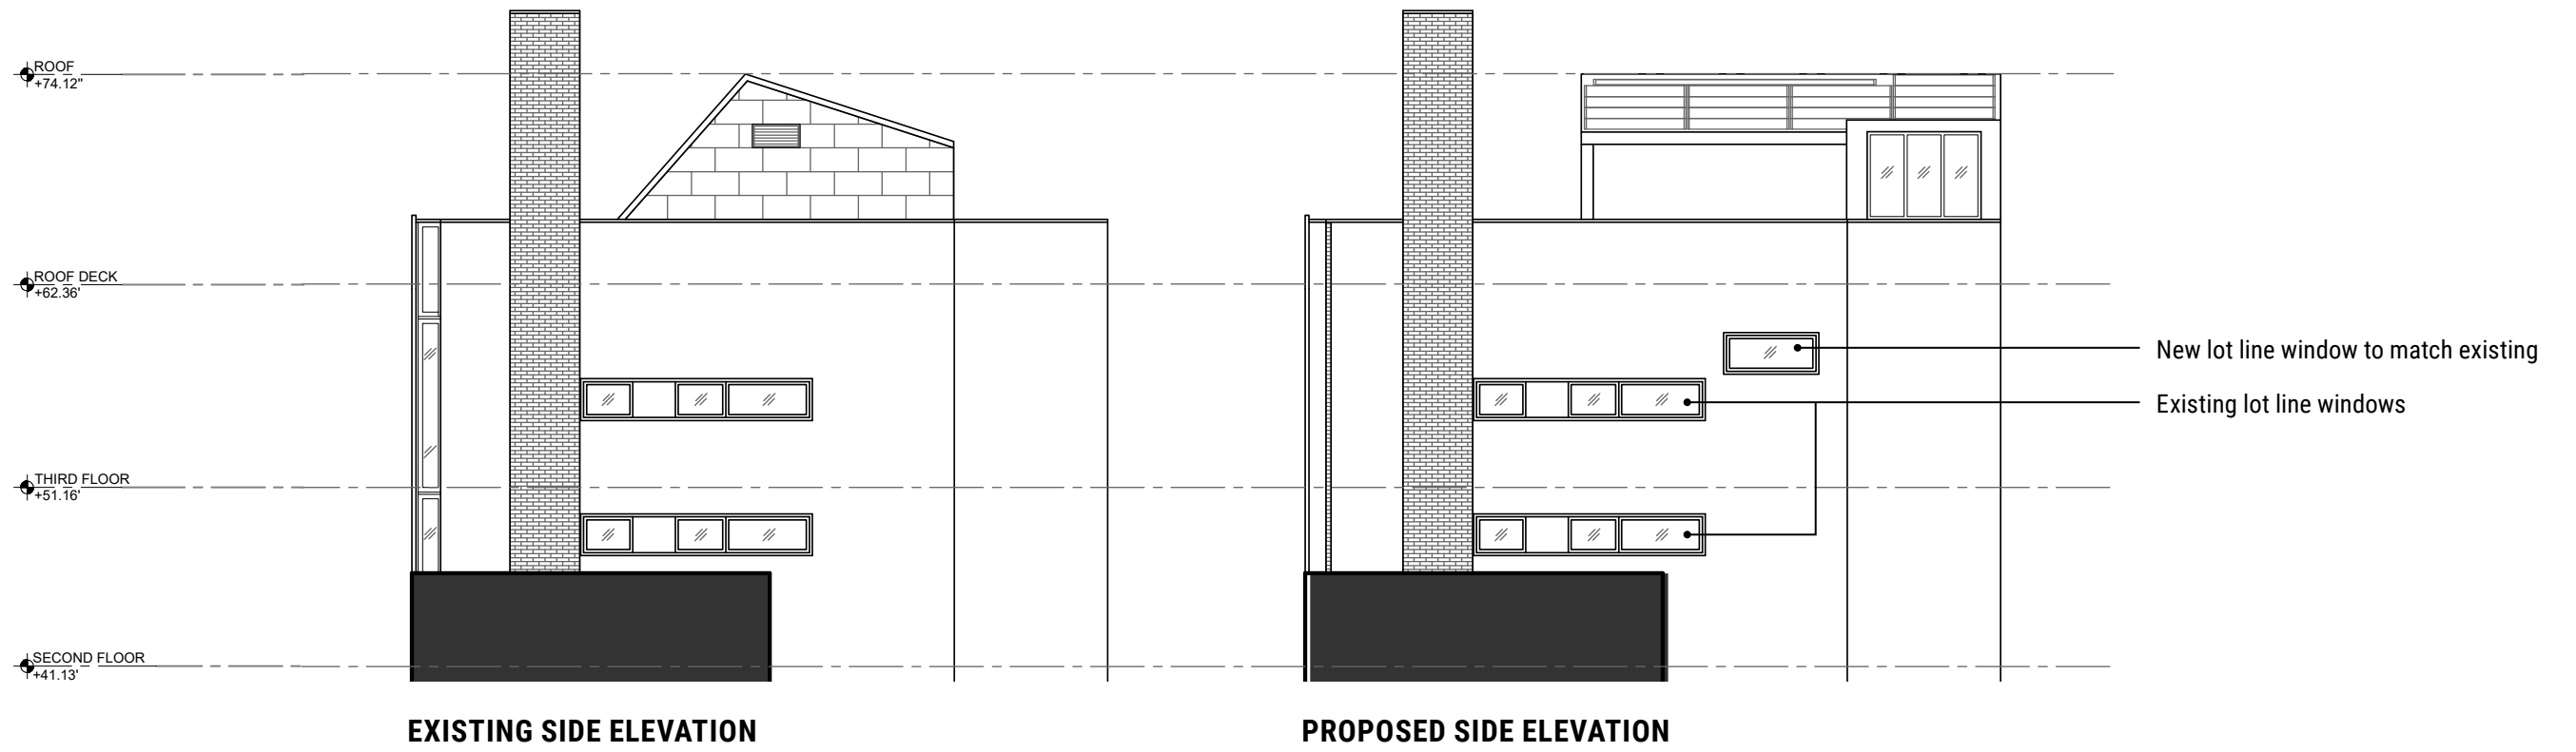 ROOF
+74.12"
ROOF DECK
+62.36'
THIRD FLOOR
+51.16'
SECOND FLOOR
+41.13'
New lot line window to match existing
Existing lot line windows
EXISTING SIDE ELEVATION
PROPOSED SIDE ELEVATION